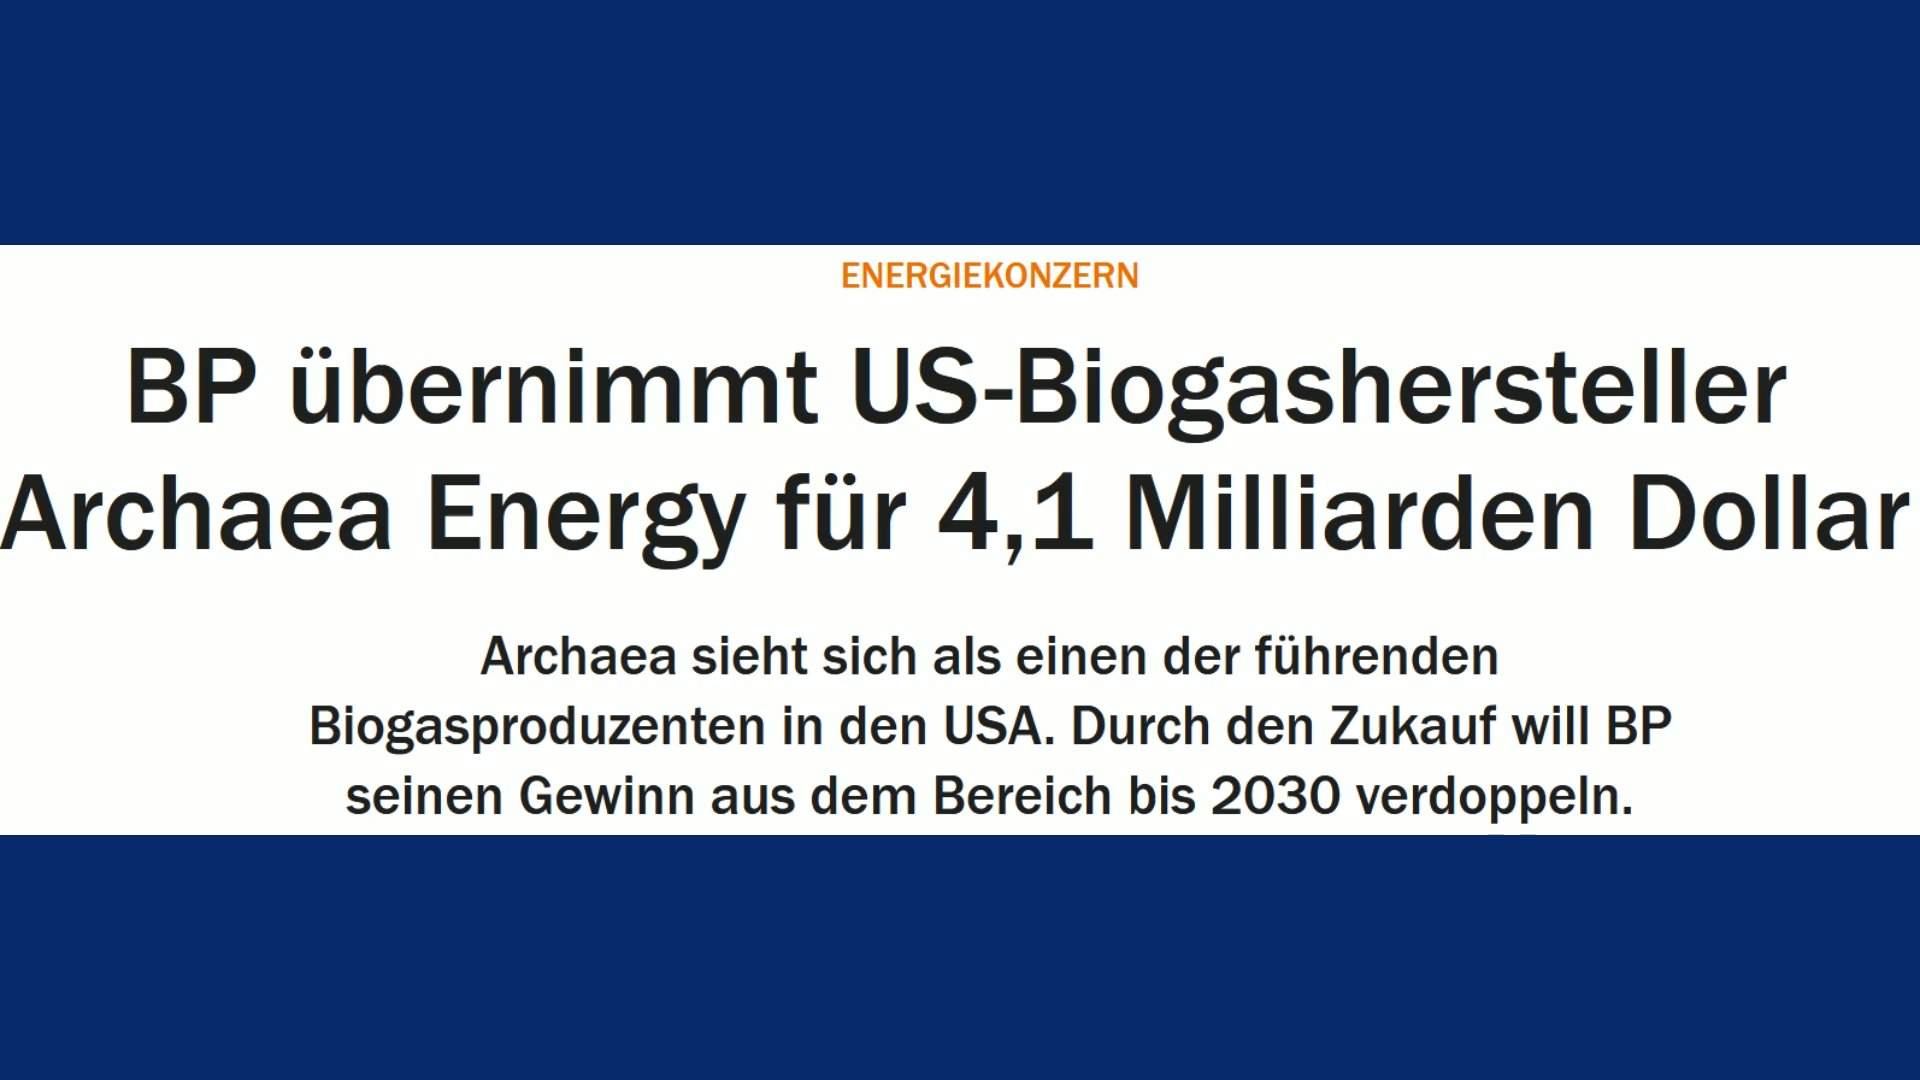 ENERGIEKONZERN
BP übernimmt US-Biogashersteller
Archaea Energy für 4,1 Milliarden Dollar
Archaea sieht sich als einen der führenden
Biogasproduzenten in den USA. Durch den Zukauf will BP
seinen Gewinn aus dem Bereich bis 2030 verdoppeln.